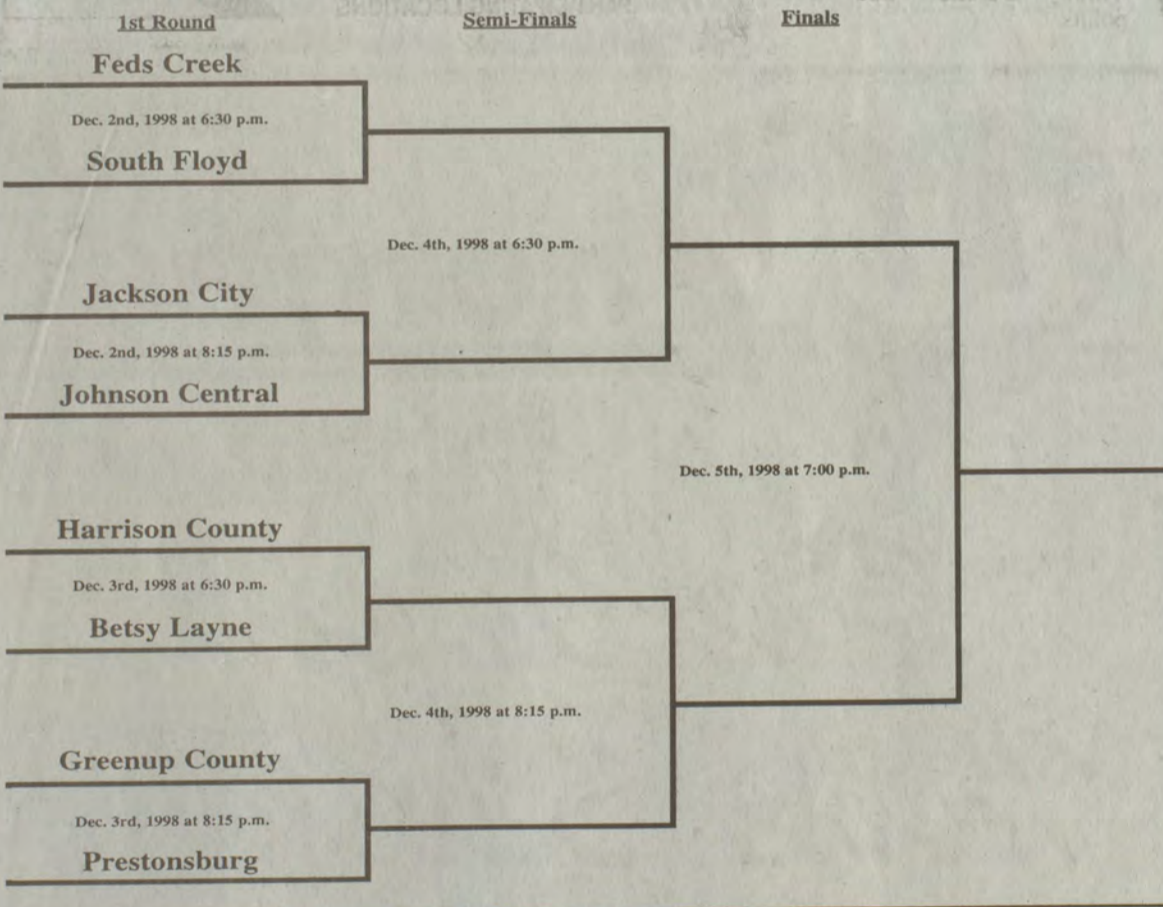 1st Round
Semi-Finals
Finals
Feds Creek
Dec. 2nd, 1998 at 6:30 p.m.
South Floyd
Dec. 4th, 1998 at 6:30 p.m.
Jackson City
Dec. 2nd, 1998 at 8:15 p.m.
Johnson Central
Dec. 5th, 1998 at 7:00 p.m.
Harrison County
Dec. 3rd, 1998 at 6:30 p.m.
Betsy Layne
Dec. 4th, 1998 at 8:15 p.m.
Greenup County
Dec. 3rd, 1998 at 8:15 p.m.
Prestonsburg